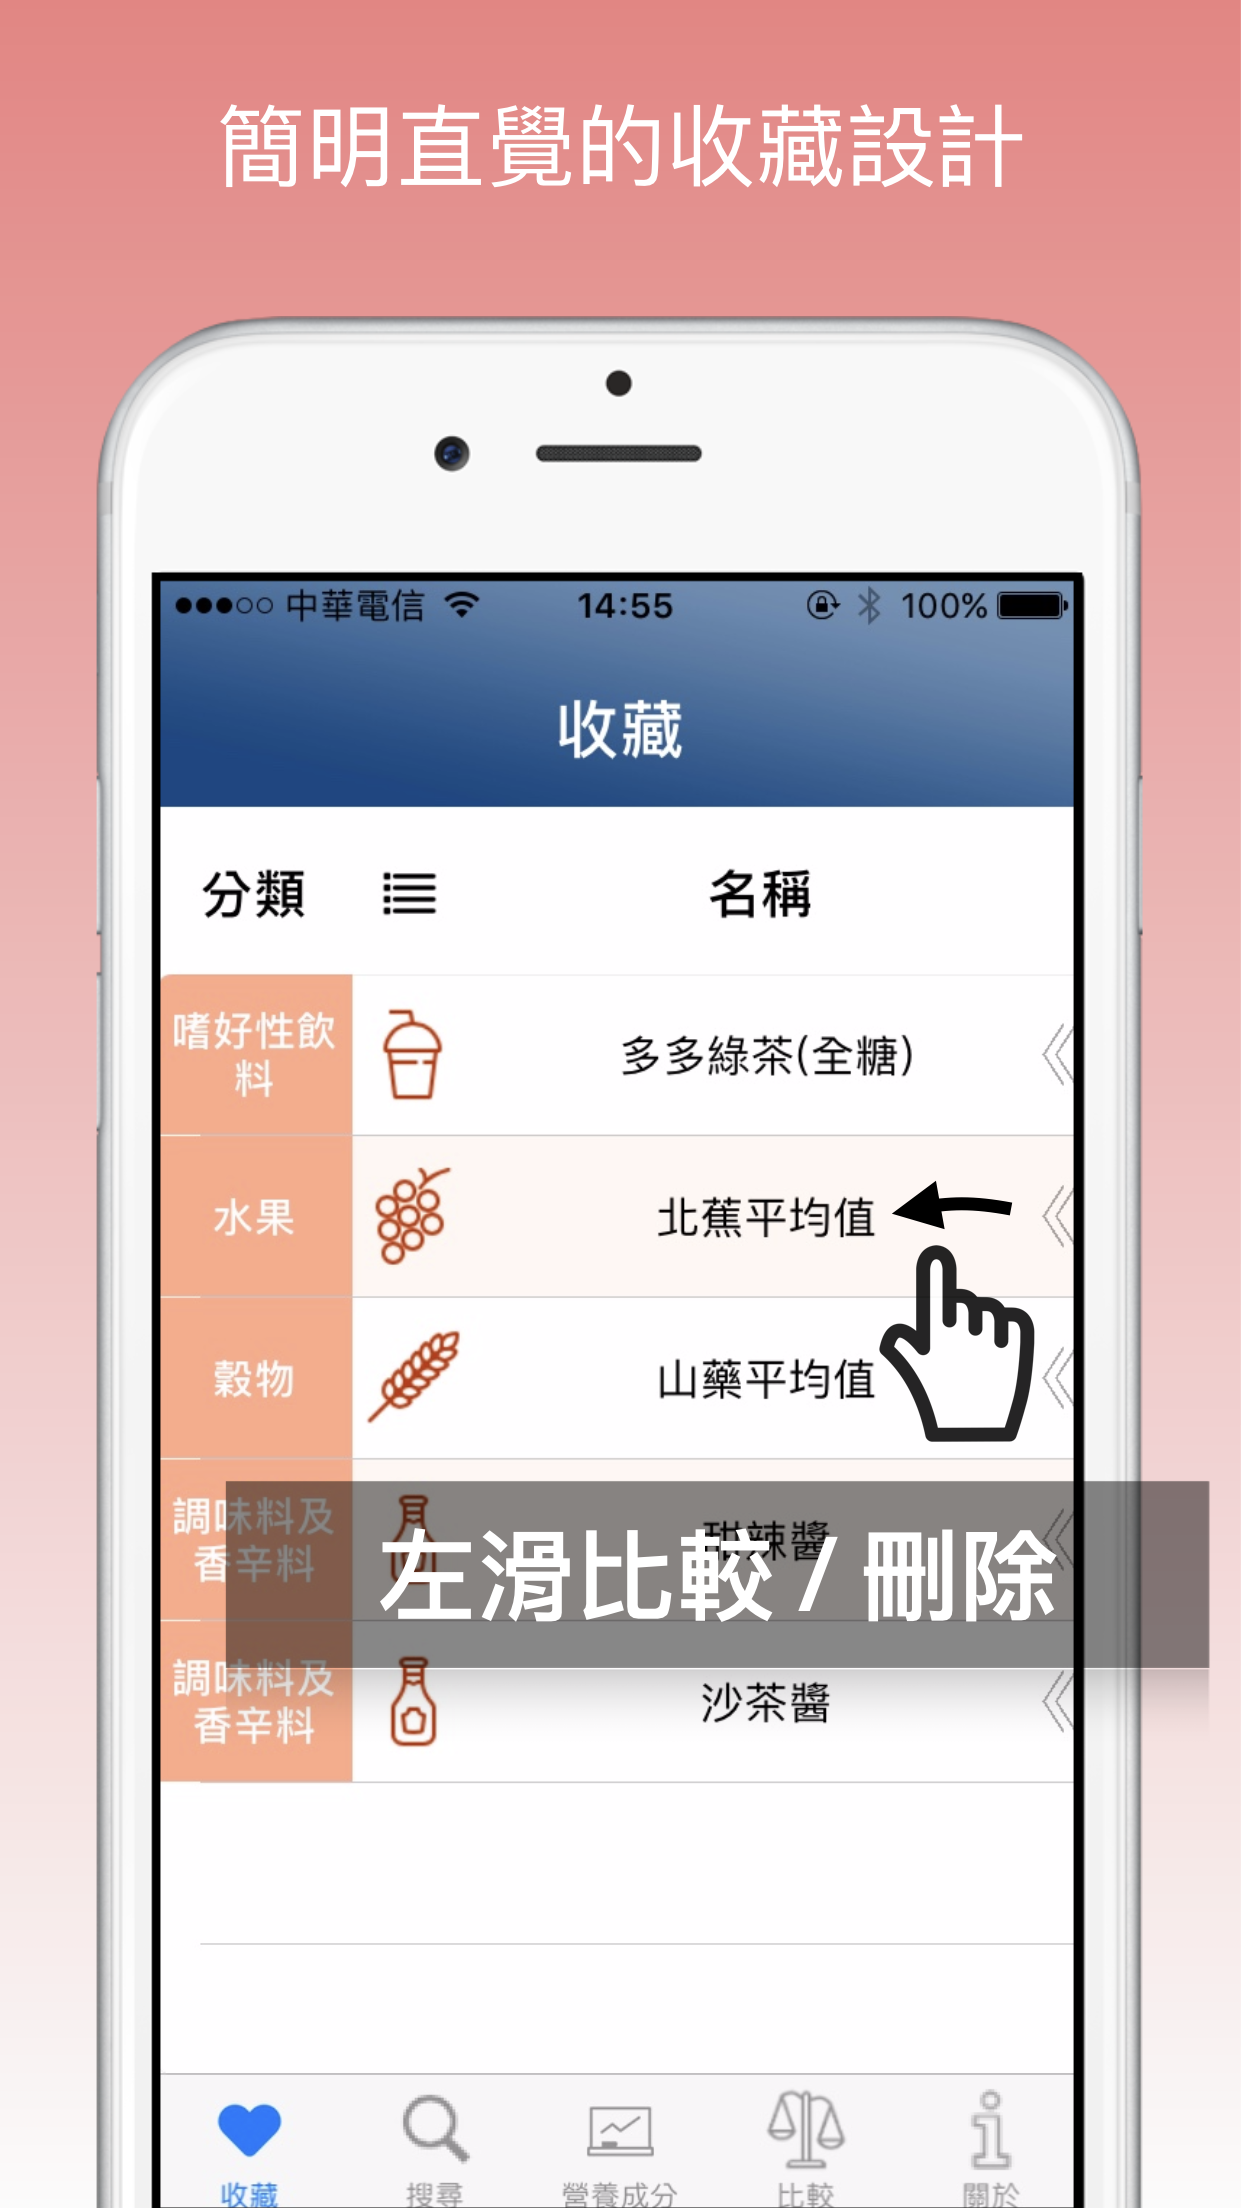 簡明直覺的收藏設計
中華電信 14:55 100%
收藏
分類 名稱
嗜好性飲
料
多多綠茶(全糖)
水果 北蕉平均值
穀物 山藥平均值
調味料及
香辛料
甜辣醬
左滑比較 / 刪除
調味料及
香辛料
沙茶醬
收藏 搜尋 營養成分 比較 關於